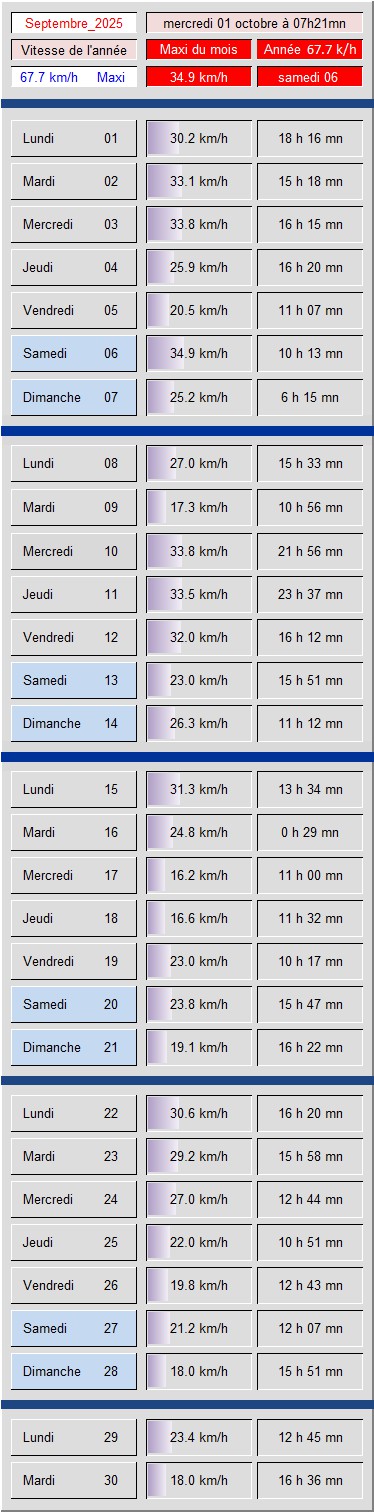 Septembre_2025 mercredi 01 octobre à 07h21mn
Vitesse de l'année Maxi du mois Année 67.7 k/h
67.7 km/h Maxi 34.9 km/h samedi 06
Lundi 01 30.2 km/h 18 h 16 mn
Mardi 02 33.1 km/h 15 h 18 mn
Mercredi 03 33.8 km/h 16 h 15 mn
Jeudi 04 25.9 km/h 16 h 20 mn
Vendredi 05 20.5 km/h 11 h 07 mn
Samedi 06 34.9 km/h 10 h 13 mn
Dimanche 07 25.2 km/h 6 h 15 mn
Lundi 08 27.0 km/h 15 h 33 mn
Mardi 09 17.3 km/h 10 h 56 mn
Mercredi 10 33.8 km/h 21 h 56 mn
Jeudi 11 33.5 km/h 23 h 37 mn
Vendredi 12 32.0 km/h 16 h 12 mn
Samedi 13 23.0 km/h 15 h 51 mn
Dimanche 14 26.3 km/h 11 h 12 mn
Lundi 15 31.3 km/h 13 h 34 mn
Mardi 16 24.8 km/h 0 h 29 mn
Mercredi 17 16.2 km/h 11 h 00 mn
Jeudi 18 16.6 km/h 11 h 32 mn
Vendredi 19 23.0 km/h 10 h 17 mn
Samedi 20 23.8 km/h 15 h 47 mn
Dimanche 21 19.1 km/h 16 h 22 mn
Lundi 22 30.6 km/h 16 h 20 mn
Mardi 23 29.2 km/h 15 h 58 mn
Mercredi 24 27.0 km/h 12 h 44 mn
Jeudi 25 22.0 km/h 10 h 51 mn
Vendredi 26 19.8 km/h 12 h 43 mn
Samedi 27 21.2 km/h 12 h 07 mn
Dimanche 28 18.0 km/h 15 h 51 mn
Lundi 29 23.4 km/h 12 h 45 mn
Mardi 30 18.0 km/h 16 h 36 mn